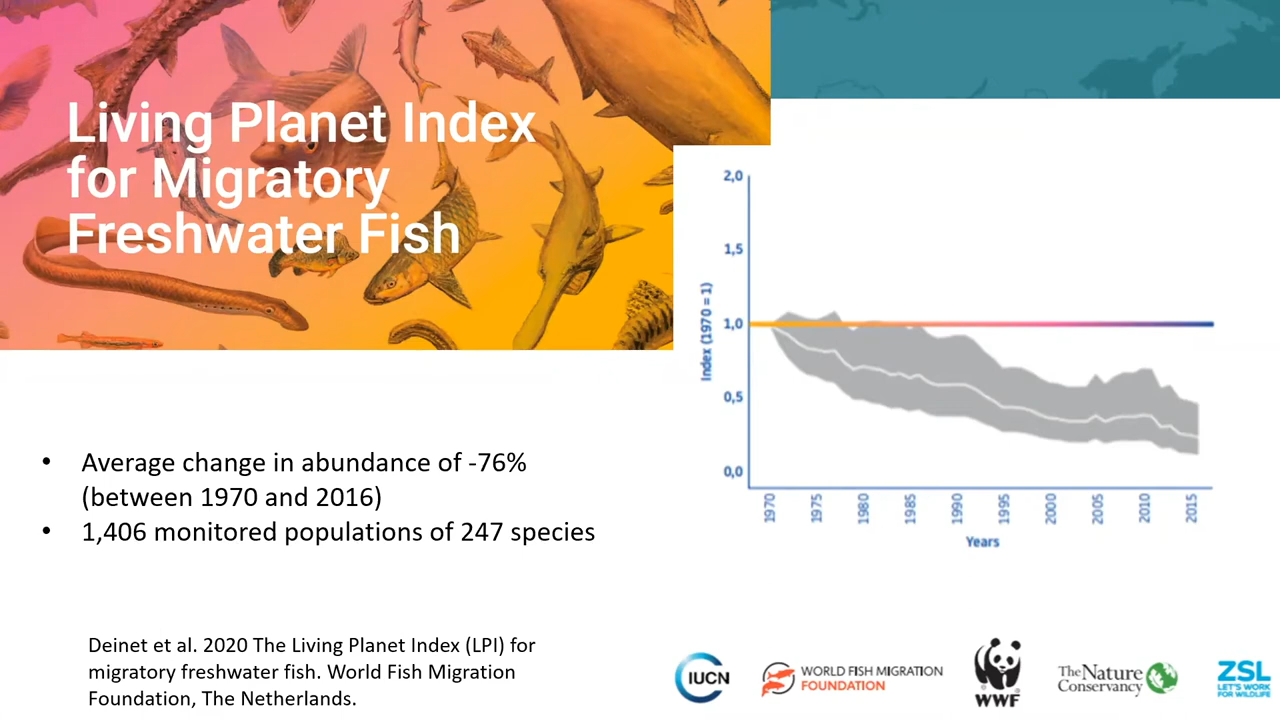 Living Planet Index
for Migratory
Freshwater Fish
2,0
1,5
1,0
0,5
0,0
Index (1970 = 1)
1970
1975
1980
1985
1990
1995
2000
2005
2010
2015
Years
• Average change in abundance of -76%
(between 1970 and 2016)
• 1,406 monitored populations of 247 species
Deinet et al. 2020 The Living Planet Index (LPI) for
migratory freshwater fish. World Fish Migration
Foundation, The Netherlands.
IUCN
WORLD FISH MIGRATION
FOUNDATION
WWF
The Nature
Conservancy
ZSL
LET'S WORK
FOR WILDLIFE